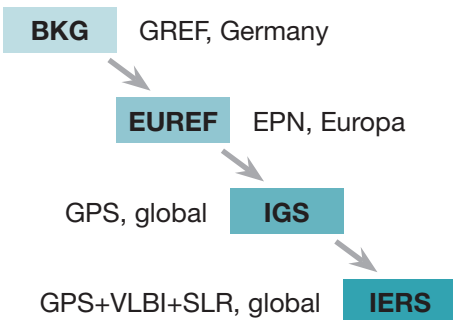 BKG GREF, Germany
EUREF EPN, Europa
GPS, global IGS
GPS+VLBI+SLR, global IERS